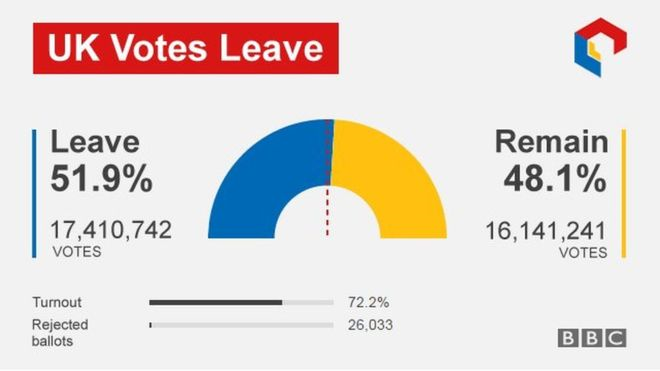 UK Votes Leave
Leave
51.9%
17,410,742
VOTES
Remain
48.1%
16,141,241
VOTES
Turnout 72.2%
Rejected 26,033
ballots
BBC